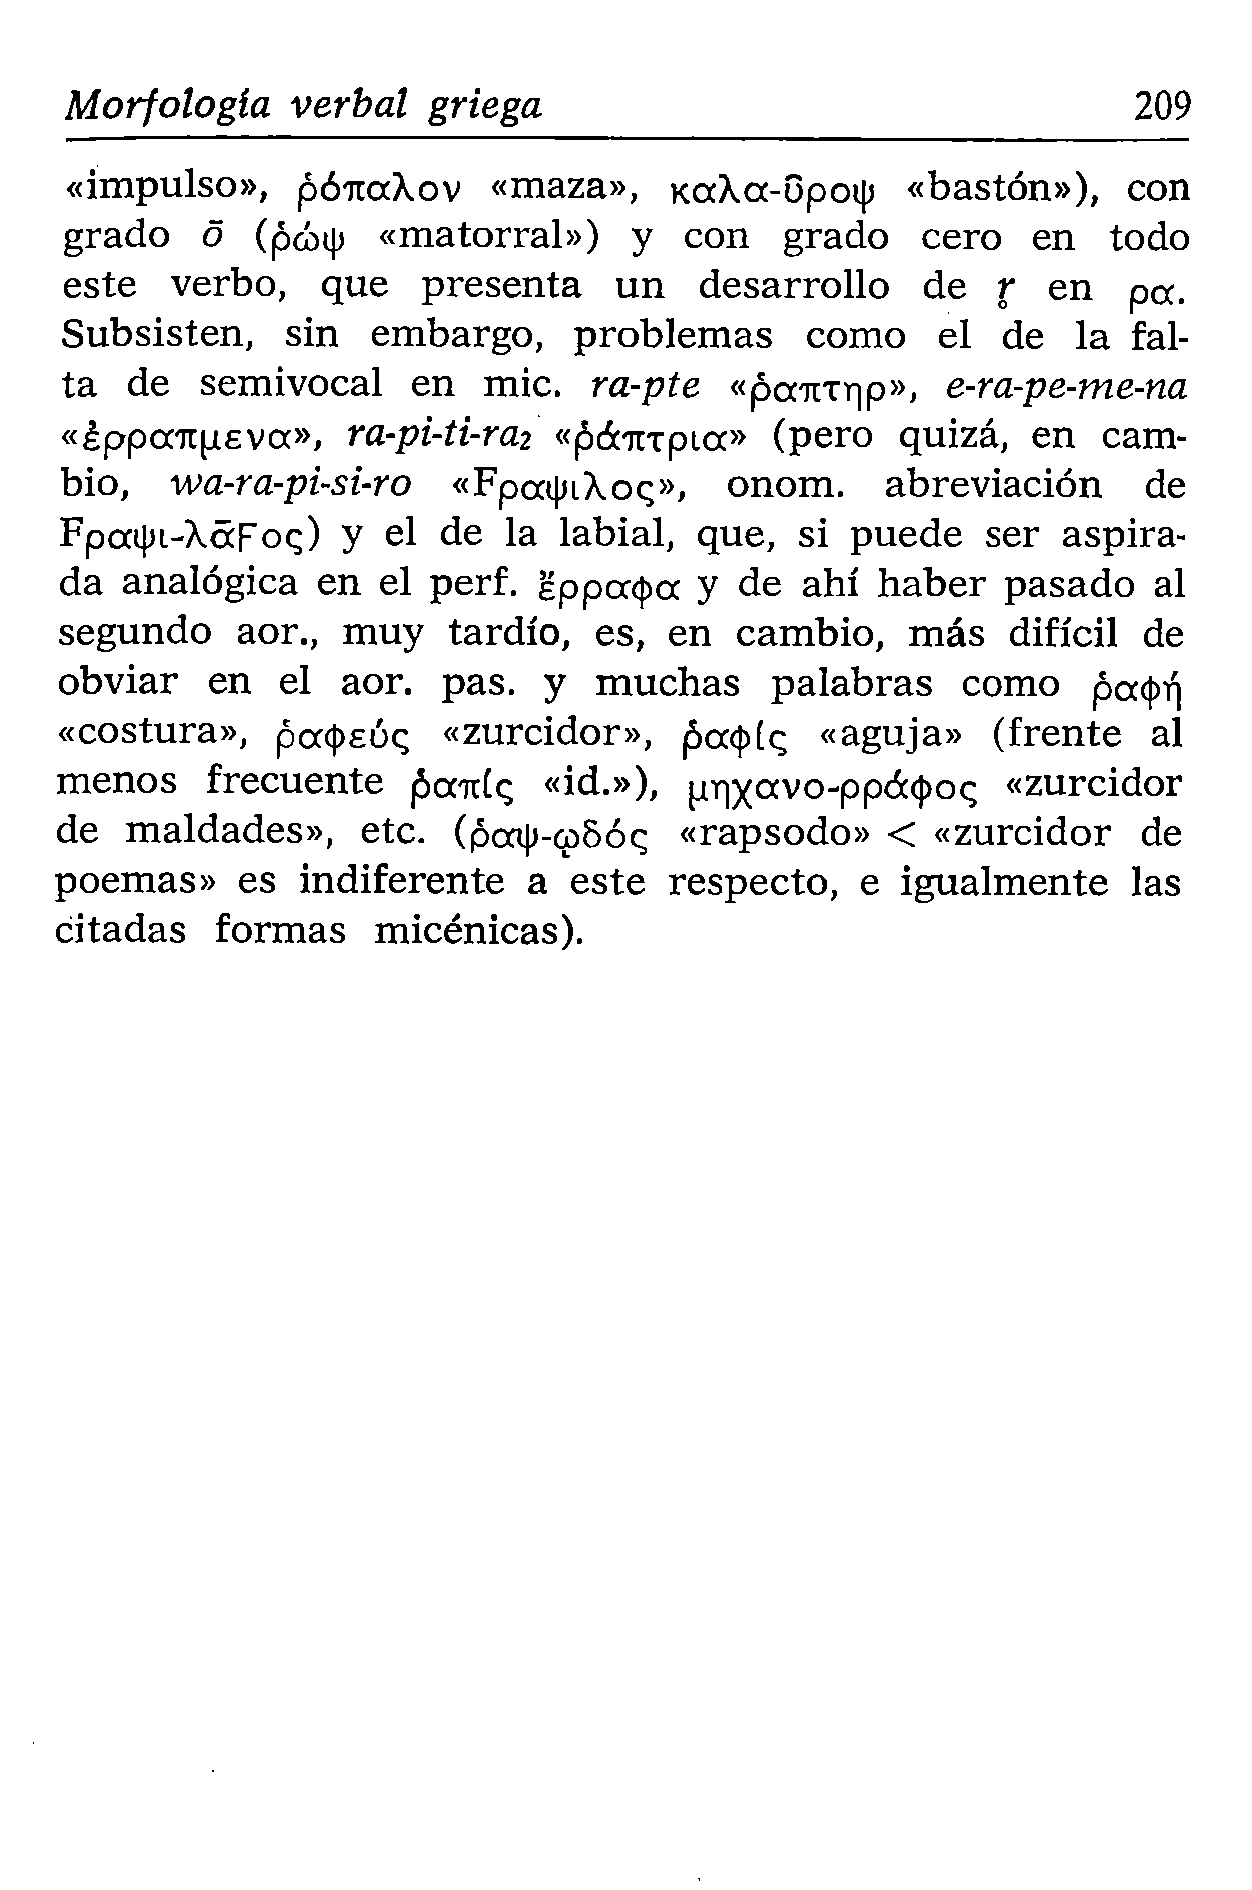 Morfología verbal griega 209
«impulso», ῥόπαλον «maza», καλα-ῦροψ «bastón»), con
grado ō (ῥώψ «matorral») y con grado cero en todo
este verbo, que presenta un desarrollo de r̥ en ρα.
Subsisten, sin embargo, problemas como el de la fal-
ta de semivocal en mic. ra-pte «ῥαπτηρ», e-ra-pe-me-na
«ἐρραπμενα», ra-pi-ti-ra₂ «ῥάπτρια» (pero quizá, en cam-
bio, wa-ra-pi-si-ro «Ϝραψιλος», onom. abreviación de
Ϝραψι-λᾱϜος) y el de la labial, que, si puede ser aspira-
da analógica en el perf. ἔρραφα y de ahí haber pasado al
segundo aor., muy tardío, es, en cambio, más difícil de
obviar en el aor. pas. y muchas palabras como ῥαφή
«costura», ῥαφεύς «zurcidor», ῥαφίς «aguja» (frente al
menos frecuente ῥαπίς «id.»), μηχανο-ρράφος «zurcidor
de maldades», etc. (ῥαψ-ῳδός «rapsodo» < «zurcidor de
poemas» es indiferente a este respecto, e igualmente las
citadas formas micénicas).